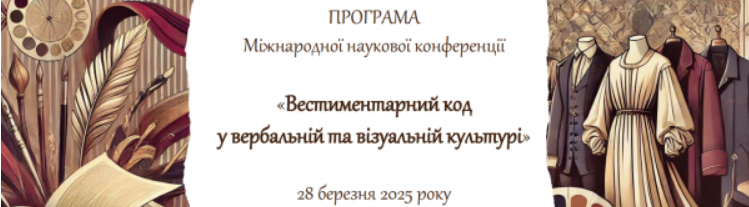 ПРОГРАМА
Міжнародної наукової конференції
«Вестиментарний код
у вербальній та візуальній культурі»
28 березня 2025 року